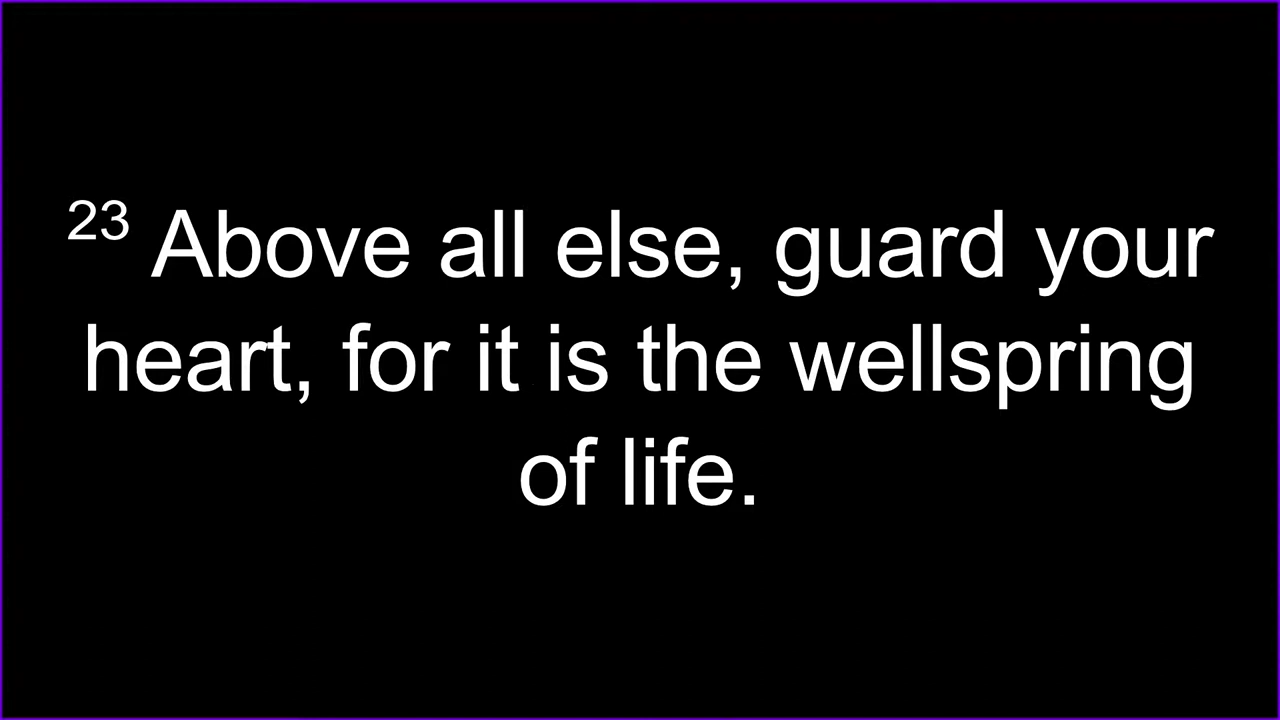 23 Above all else, guard your
heart, for it is the wellspring
of life.